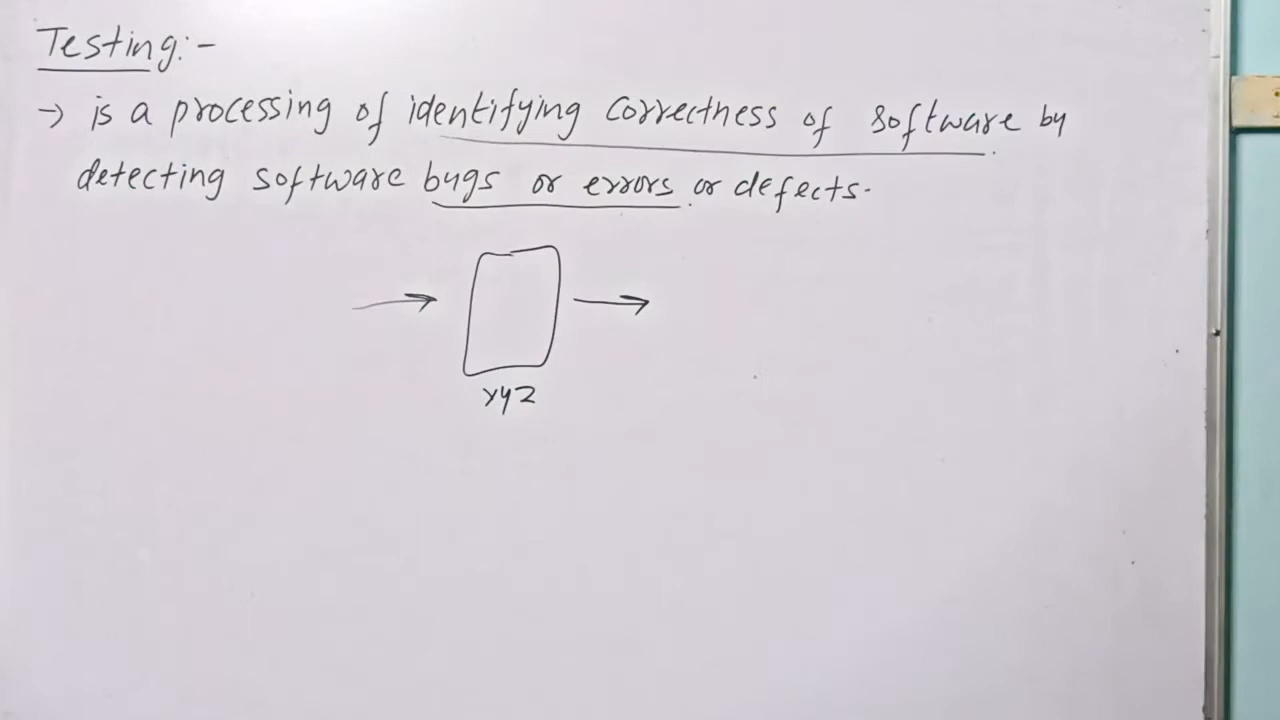 Testing:-
→ is a processing of identifying correctness of software by
detecting software bugs or errors or defects.
xyz